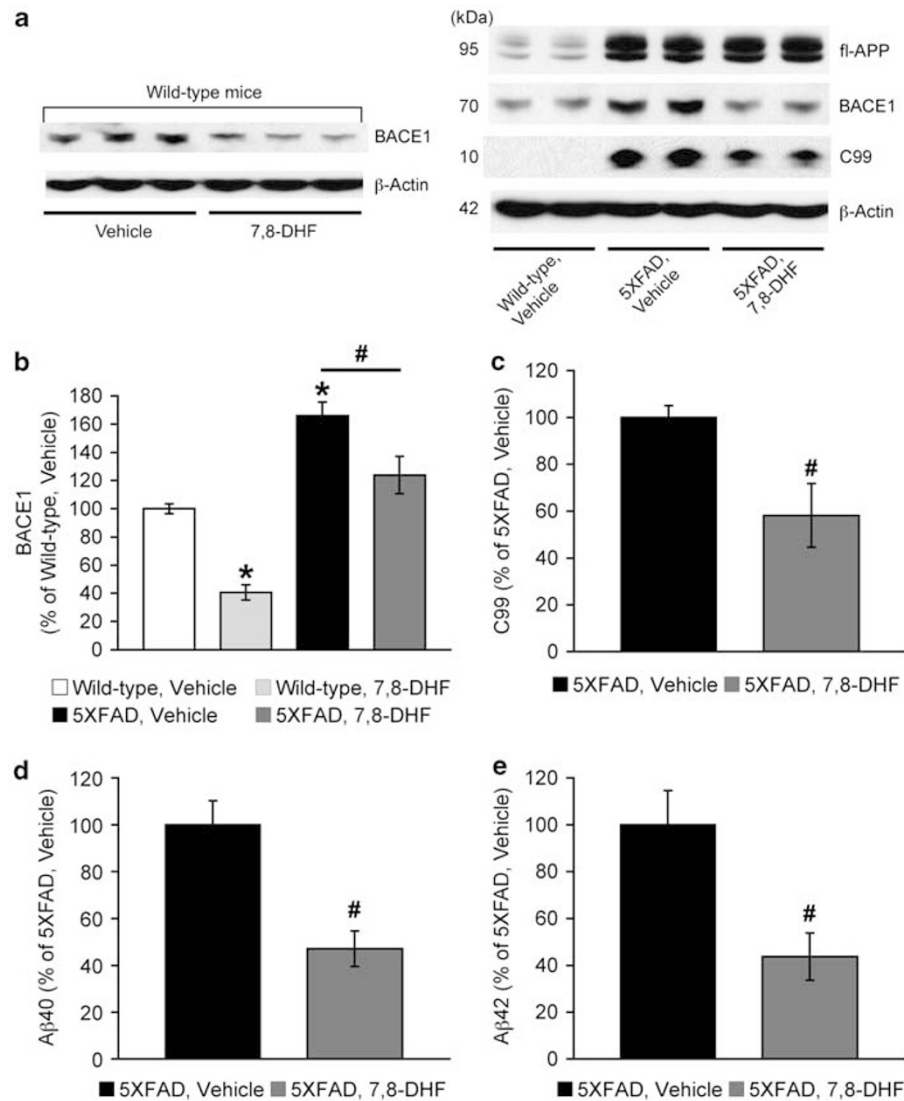 a
Wild-type mice
BACE1
β-Actin
Vehicle
7,8-DHF
(kDa)
95
fl-APP
70
BACE1
10
C99
42
β-Actin
Wild-type,
Vehicle
5XFAD,
Vehicle
5XFAD,
7,8-DHF
b
BACE1
(% of Wild-type, Vehicle)
180
160
140
120
100
80
60
40
20
0
*
*
#
Wild-type, Vehicle
Wild-type, 7,8-DHF
5XFAD, Vehicle
5XFAD, 7,8-DHF
c
C99 (% of 5XFAD, Vehicle)
120
100
80
60
40
20
0
#
5XFAD, Vehicle
5XFAD, 7,8-DHF
d
Aβ40 (% of 5XFAD, Vehicle)
120
100
80
60
40
20
0
#
5XFAD, Vehicle
5XFAD, 7,8-DHF
e
Aβ42 (% of 5XFAD, Vehicle)
120
100
80
60
40
20
0
#
5XFAD, Vehicle
5XFAD, 7,8-DHF